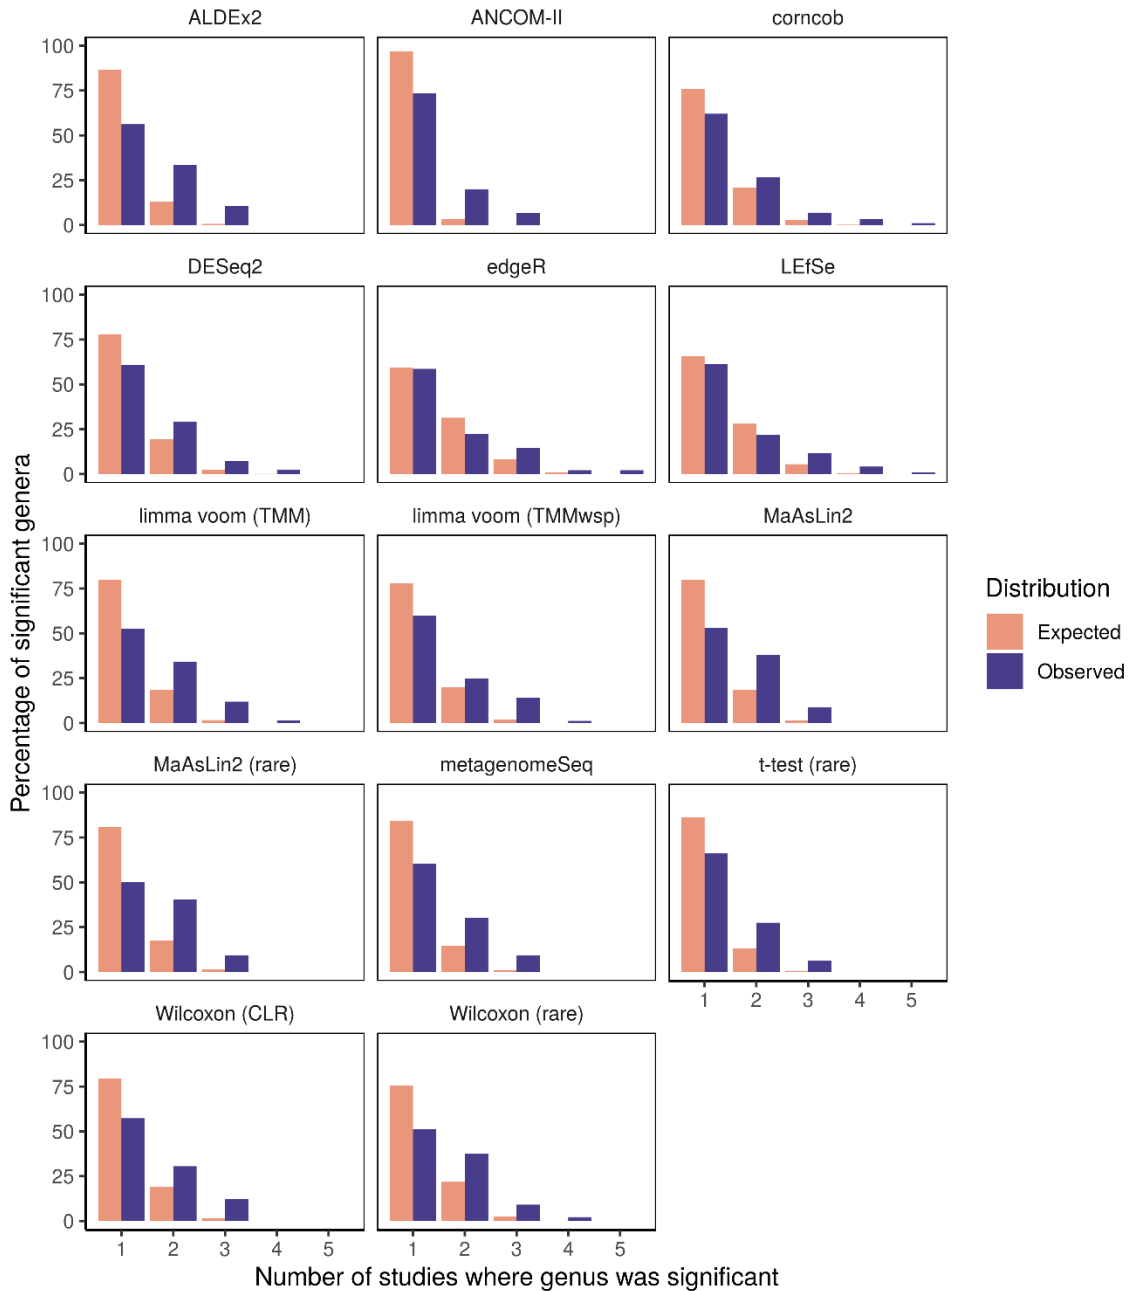 ALDEx2
ANCOM-II
corncob
100
75
50
25
0
DESeq2
edgeR
LEfSe
100
75
50
25
0
limma voom (TMM)
limma voom (TMMwsp)
MaAsLin2
100
75
50
25
0
MaAsLin2 (rare)
metagenomeSeq
t-test (rare)
100
75
50
25
0
1 2 3 4 5
Wilcoxon (CLR)
Wilcoxon (rare)
100
75
50
25
0
1 2 3 4 5
1 2 3 4 5
Percentage of significant genera
Number of studies where genus was significant
Distribution
Expected
Observed